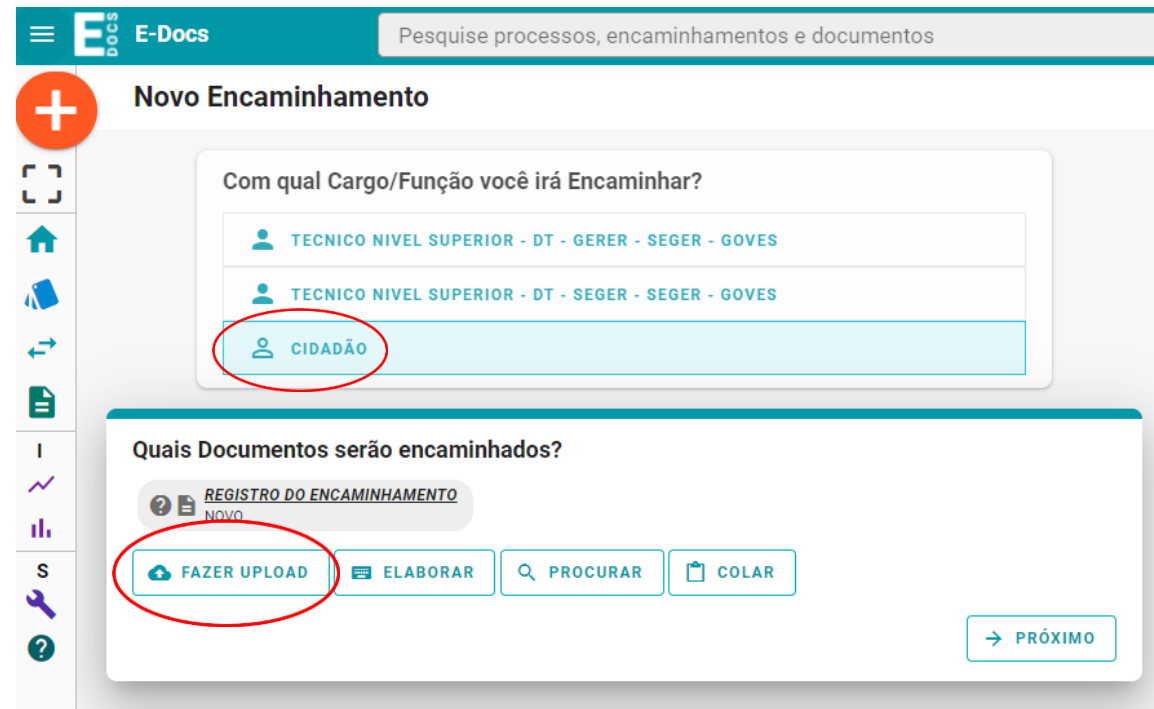 E DOCS E-Docs Pesquise processos, encaminhamentos e documentos
Novo Encaminhamento
Com qual Cargo/Função você irá Encaminhar?
TECNICO NIVEL SUPERIOR - DT - GERER - SEGER - GOVES
TECNICO NIVEL SUPERIOR - DT - SEGER - SEGER - GOVES
CIDADÃO
I
S
Quais Documentos serão encaminhados?
REGISTRO DO ENCAMINHAMENTO
NOVO
FAZER UPLOAD ELABORAR PROCURAR COLAR
PRÓXIMO